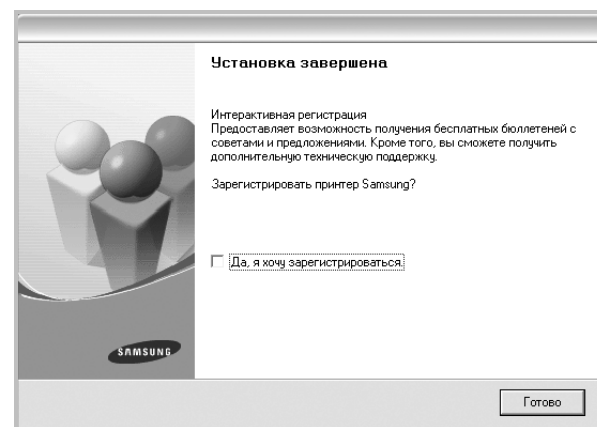 Установка завершена
Интерактивная регистрация
Предоставляет возможность получения бесплатных бюллетеней с
советами и предложениями. Кроме того, вы сможете получить
дополнительную техническую поддержку.
Зарегистрировать принтер Samsung?
Да, я хочу зарегистрироваться.
SAMSUNG
Готово